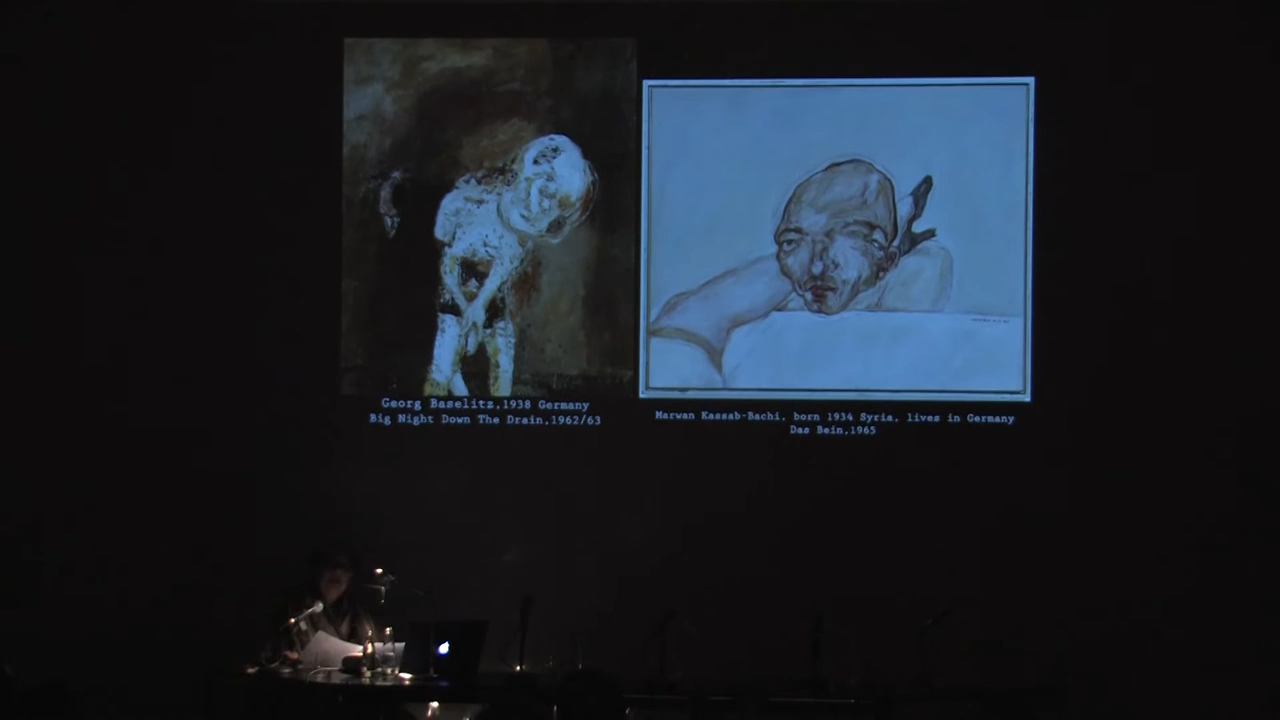 Georg Baselitz,1938 Germany
Big Night Down The Drain,1962/63
Marwan Kassab-Bachi, born 1934 Syria, lives in Germany
Das Bein,1965